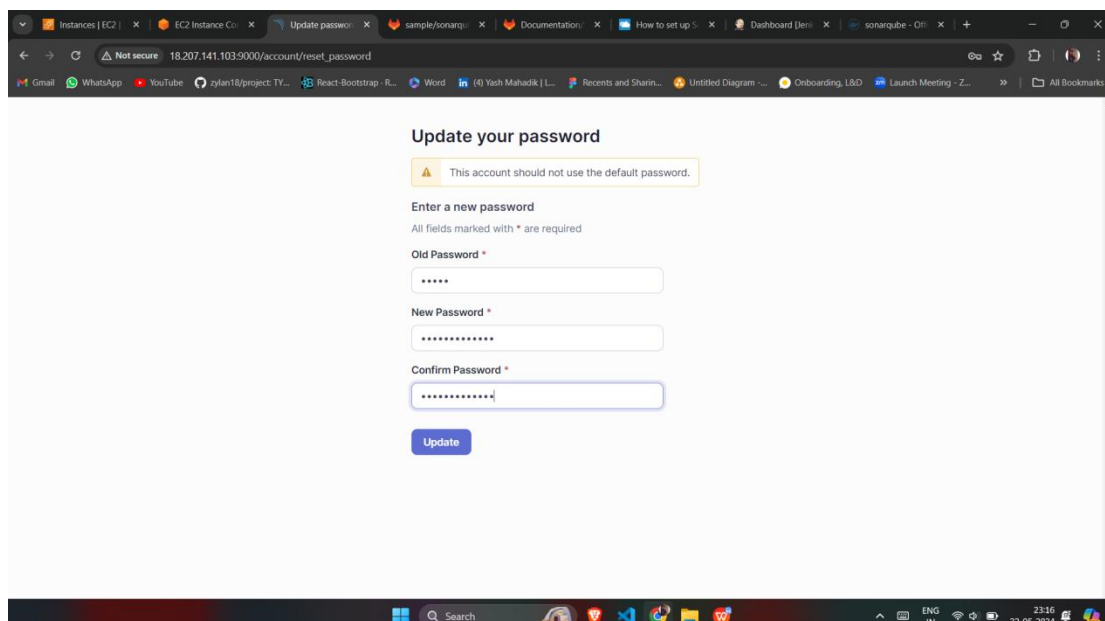 Instances | EC2 |
EC2 Instance Co
Update passwor
sample/sonarqu
Documentation/
How to set up S
Dashboard [Jen
sonarqube - Off
Not secure
18.207.141.103:9000/account/reset_password
Gmail
WhatsApp
YouTube
zylan18/project: TY...
React-Bootstrap - R...
Word
(4) Yash Mahadik | L...
Recents and Sharin...
Untitled Diagram -...
Onboarding, L&D
Launch Meeting - Z...
All Bookmarks
Update your password
This account should not use the default password.
Enter a new password
All fields marked with * are required
Old Password *
•••••
New Password *
•••••••••••••
Confirm Password *
•••••••••••••
Update
Search
ENG
23:16